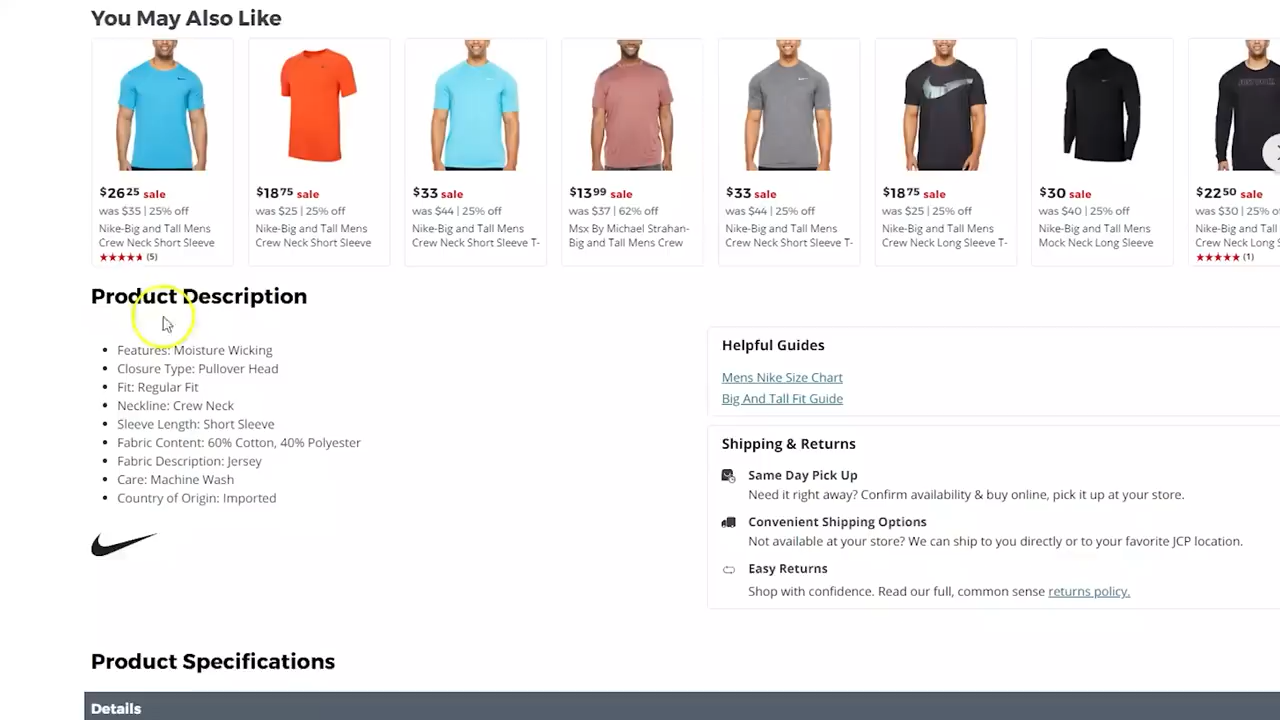 You May Also Like
$26²⁵ sale
was $35 | 25% off
Nike-Big and Tall Mens
Crew Neck Short Sleeve
(5)
$18⁷⁵ sale
was $25 | 25% off
Nike-Big and Tall Mens
Crew Neck Short Sleeve
$33 sale
was $44 | 25% off
Nike-Big and Tall Mens
Crew Neck Short Sleeve T-
$13⁹⁹ sale
was $37 | 62% off
Msx By Michael Strahan-
Big and Tall Mens Crew
$33 sale
was $44 | 25% off
Nike-Big and Tall Mens
Crew Neck Short Sleeve T-
$18⁷⁵ sale
was $25 | 25% off
Nike-Big and Tall Mens
Crew Neck Long Sleeve T-
$30 sale
was $40 | 25% off
Nike-Big and Tall Mens
Mock Neck Long Sleeve
$22⁵⁰ sale
was $30 | 25% o
Nike-Big and Tall
Crew Neck Long S
(1)
Product Description
• Features: Moisture Wicking
• Closure Type: Pullover Head
• Fit: Regular Fit
• Neckline: Crew Neck
• Sleeve Length: Short Sleeve
• Fabric Content: 60% Cotton, 40% Polyester
• Fabric Description: Jersey
• Care: Machine Wash
• Country of Origin: Imported
Helpful Guides
Mens Nike Size Chart
Big And Tall Fit Guide
Shipping & Returns
Same Day Pick Up
Need it right away? Confirm availability & buy online, pick it up at your store.
Convenient Shipping Options
Not available at your store? We can ship to you directly or to your favorite JCP location.
Easy Returns
Shop with confidence. Read our full, common sense returns policy.
Product Specifications
Details